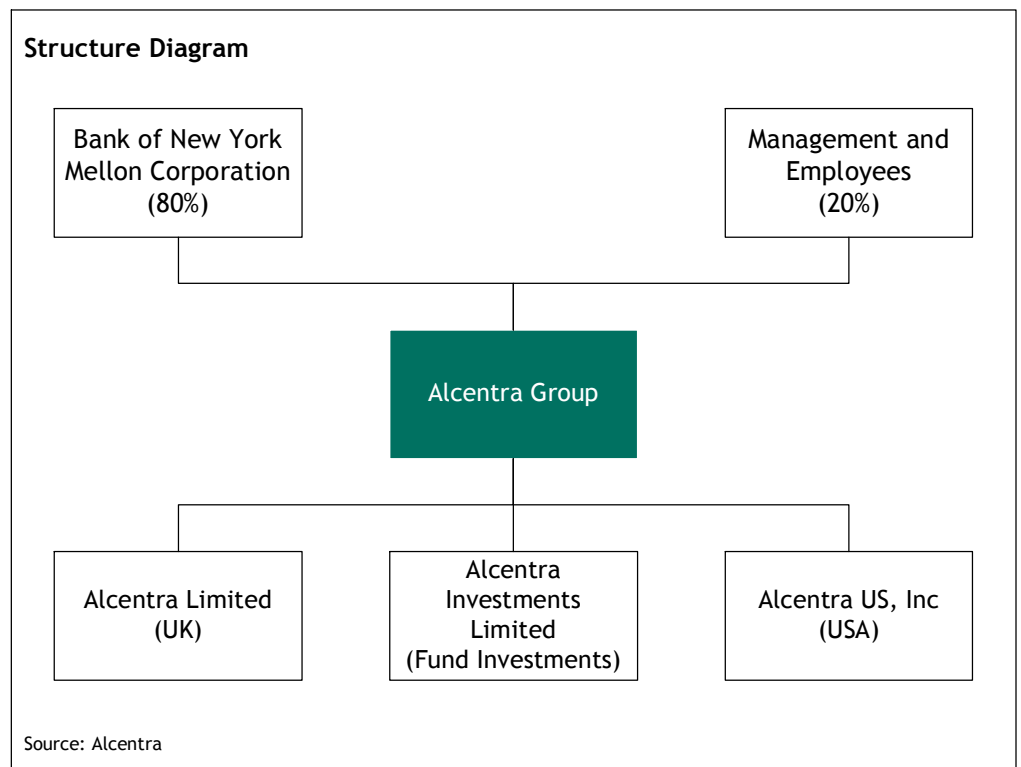 Structure Diagram
Bank of New York
Mellon Corporation
(80%)
Management and
Employees
(20%)
Alcentra Group
Alcentra Limited
(UK)
Alcentra
Investments
Limited
(Fund Investments)
Alcentra US, Inc
(USA)
Source: Alcentra